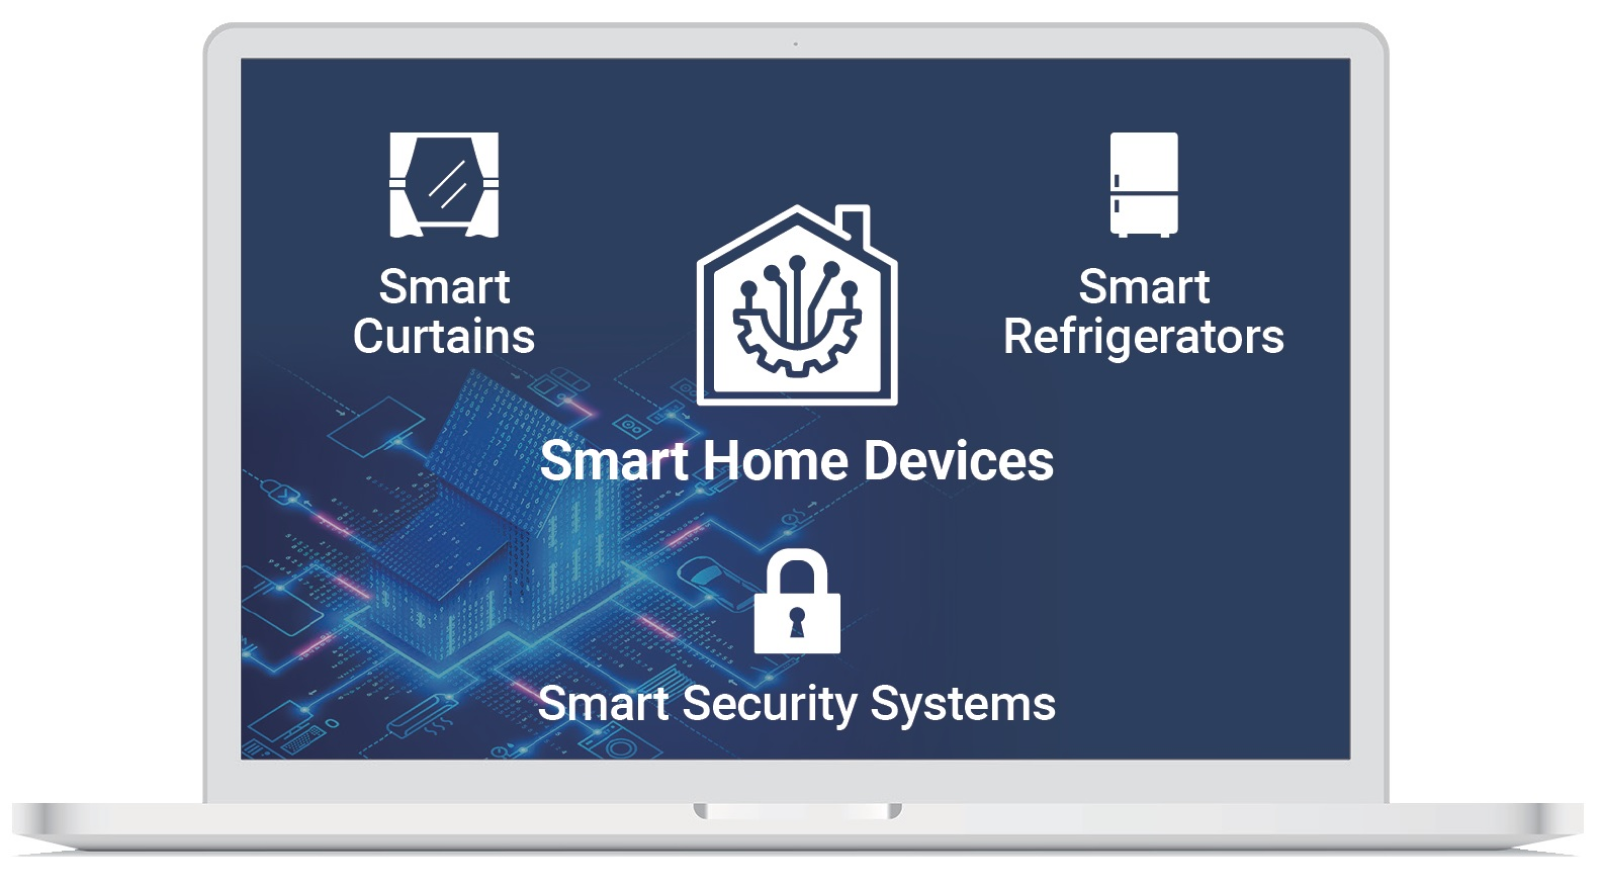 Smart
Curtains
Smart
Refrigerators
Smart Home Devices
Smart Security Systems